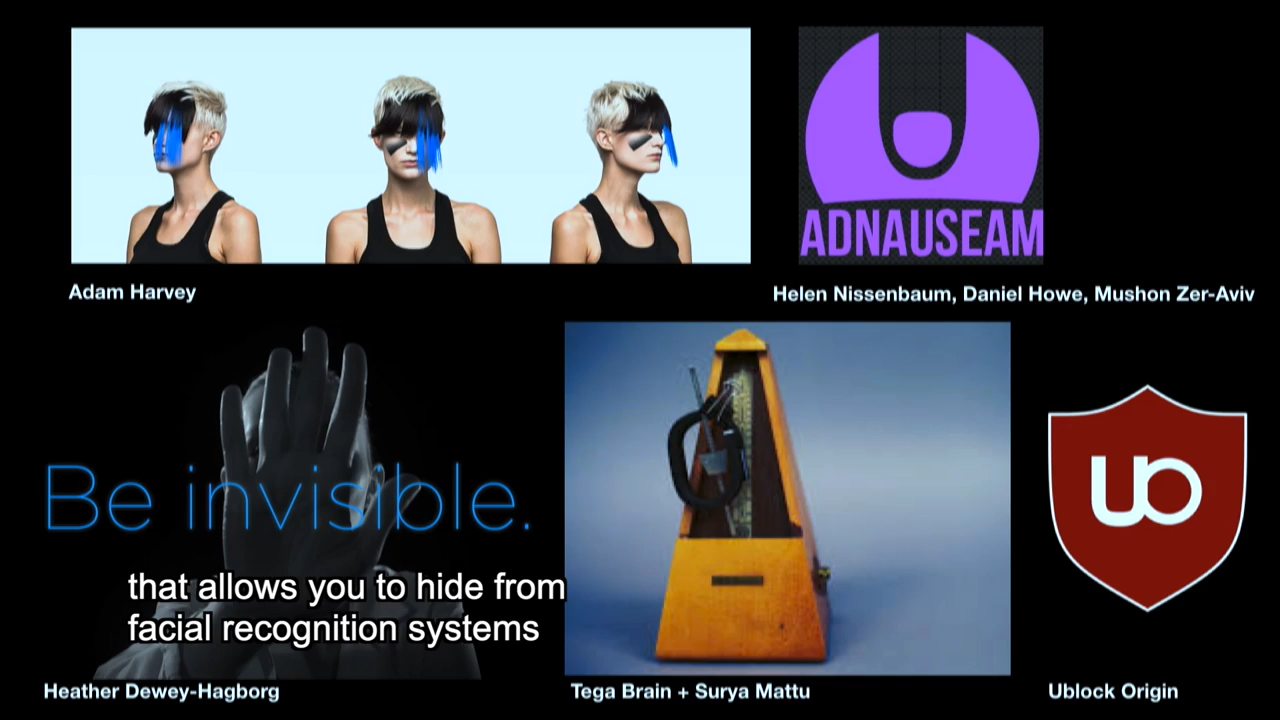 ADNAUSEAM
Adam Harvey
Helen Nissenbaum, Daniel Howe, Mushon Zer-Aviv
Be invisible.
uo
that allows you to hide from
facial recognition systems
Heather Dewey-Hagborg
Tega Brain + Surya Mattu
Ublock Origin